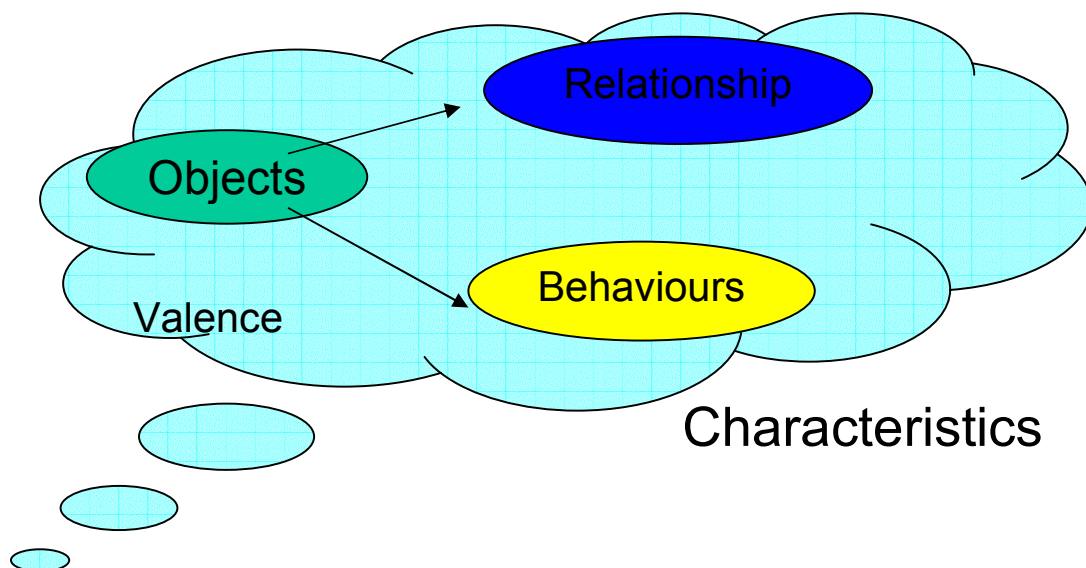 Relationship
Objects
Behaviours
Valence
Characteristics